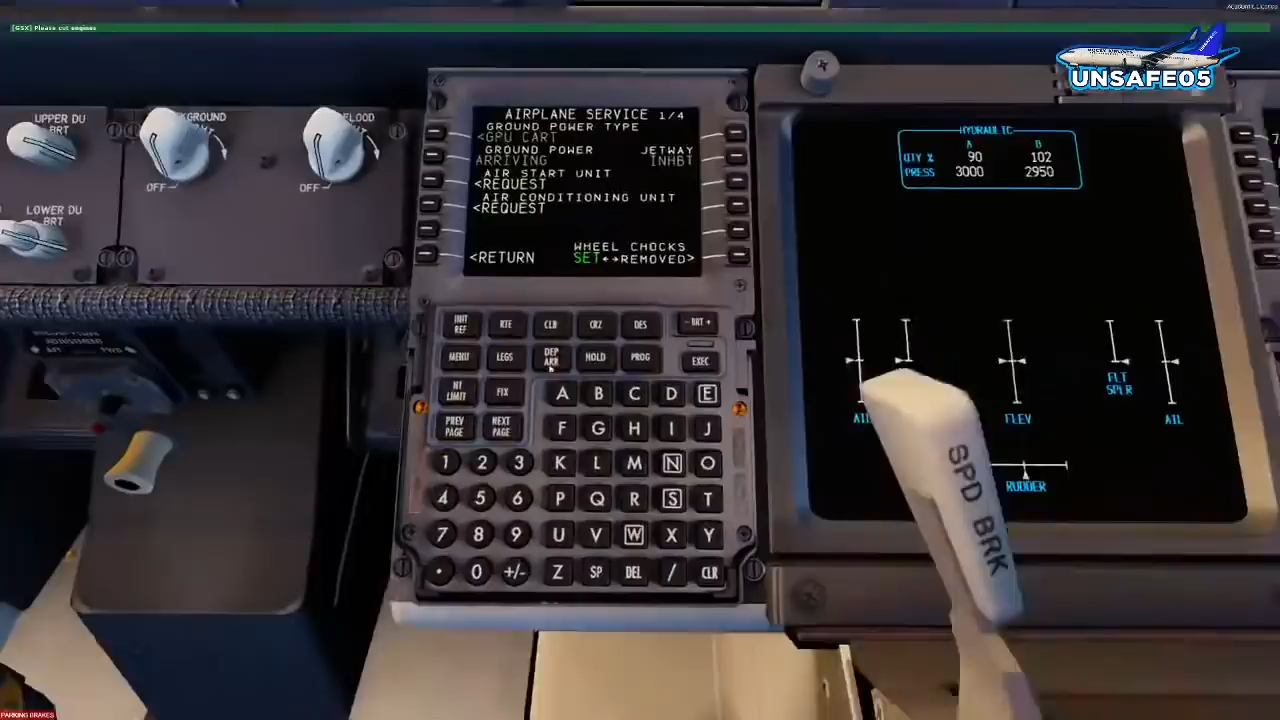 [GSX] Please cut engines
Academic License
UNSAFE05
UPPER DU
BRT
OFF
OFF
LOWER DU
BRT
AIRPLANE SERVICE 1/4
GROUND POWER TYPE
<GPU CART
GROUND POWER JETWAY
ARRIVING INHBT
AIR START UNIT
<REQUEST
AIR CONDITIONING UNIT
<REQUEST
WHEEL CHOCKS
<RETURN SET←→REMOVED>
HYDRAULIC
A B
QTY % 90 102
PRESS 3000 2950
FLT
SPLR
FLEV
AIL
RUDDER
INIT
REF
RTE
CLB
CRZ
DES
- BRT +
MENU
LEGS
DEP
ARR
HOLD
PROG
EXEC
N1
LIMIT
FIX
A B C D E
PREV
PAGE
NEXT
PAGE
F G H I J
1 2 3 K L M N O
4 5 6 P Q R S T
7 8 9 U V W X Y
. 0 +/- Z SP DEL / CLR
SPD BRK
PARKING BRAKES